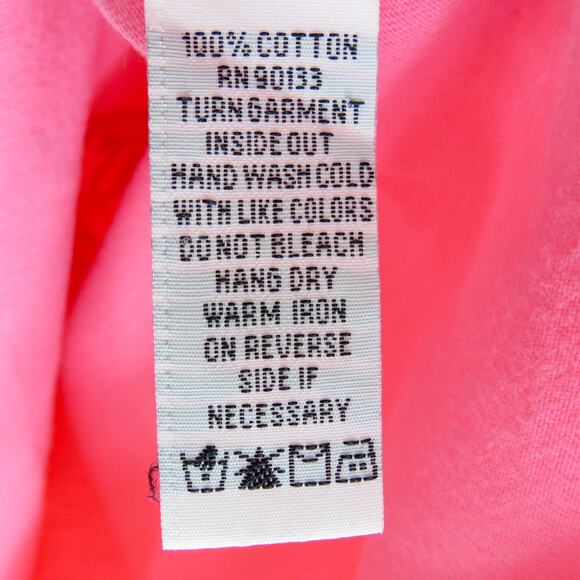 100% COTTON
RN 90133
TURN GARMENT
INSIDE OUT
HAND WASH COLD
WITH LIKE COLORS
DO NOT BLEACH
HANG DRY
WARM IRON
ON REVERSE
SIDE IF
NECESSARY